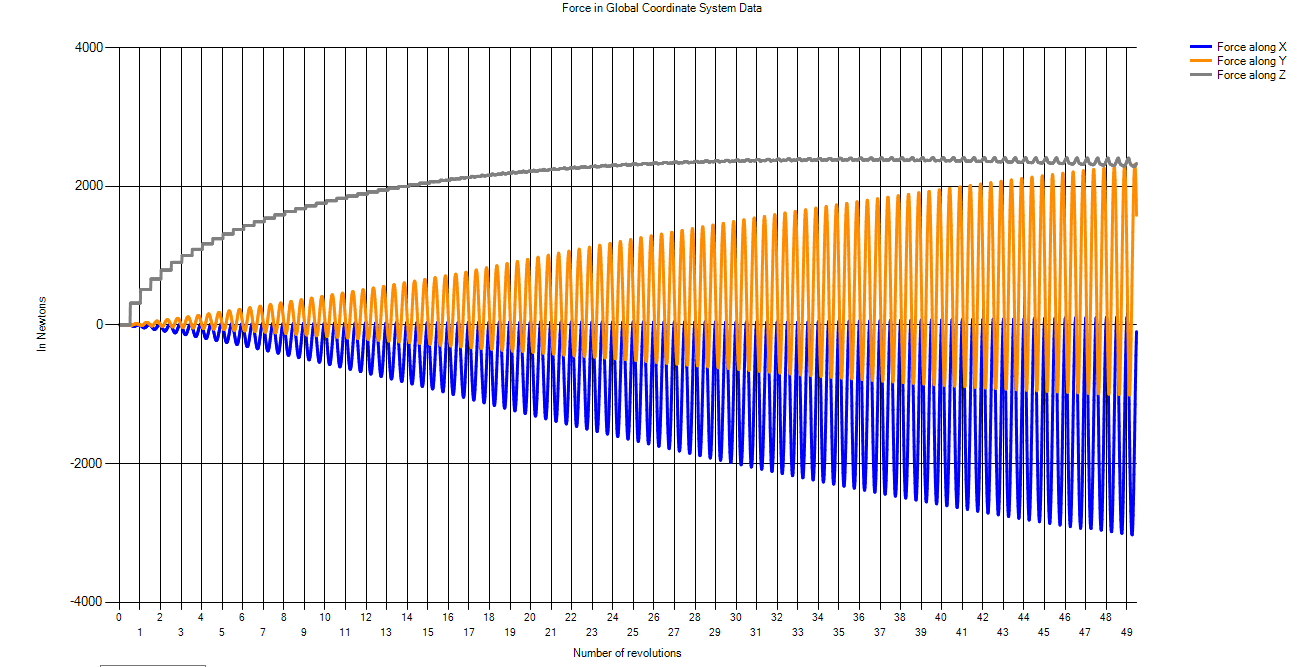 Force in Global Coordinate System Data
4000
2000
0
-2000
-4000
In Newtons
Force along X
Force along Y
Force along Z
0 2 4 6 8 10 12 14 16 18 20 22 24 26 28 30 32 34 36 38 40 42 44 46 48
1 3 5 7 9 11 13 15 17 19 21 23 25 27 29 31 33 35 37 39 41 43 45 47 49
Number of revolutions